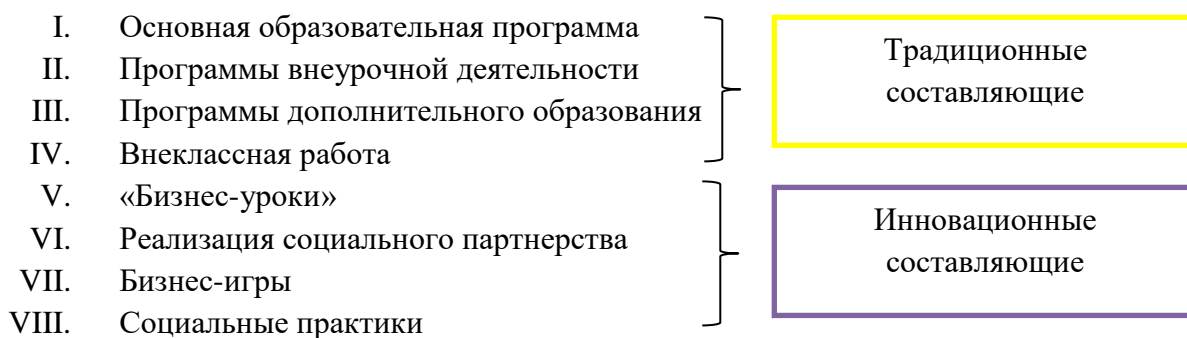 I. Основная образовательная программа
II. Программы внеурочной деятельности
III. Программы дополнительного образования
IV. Внеклассная работа
Традиционные
составляющие
V. «Бизнес-уроки»
VI. Реализация социального партнерства
VII. Бизнес-игры
VIII. Социальные практики
Инновационные
составляющие